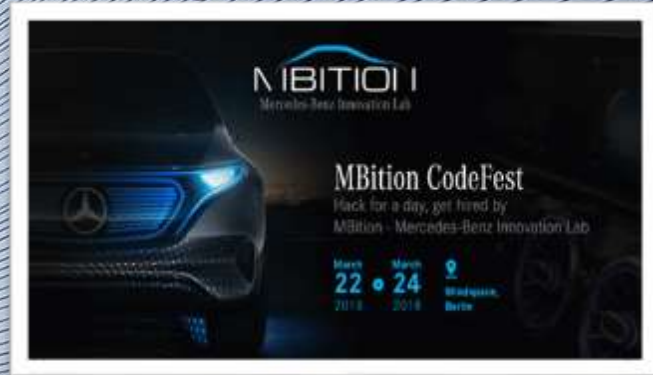 MBITION
Mercedes-Benz Innovation Lab
MBition CodeFest
Hack for a day, get hired by
MBition - Mercedes-Benz Innovation Lab
March
22
2018
March
24
2018
Mindspace,
Berlin